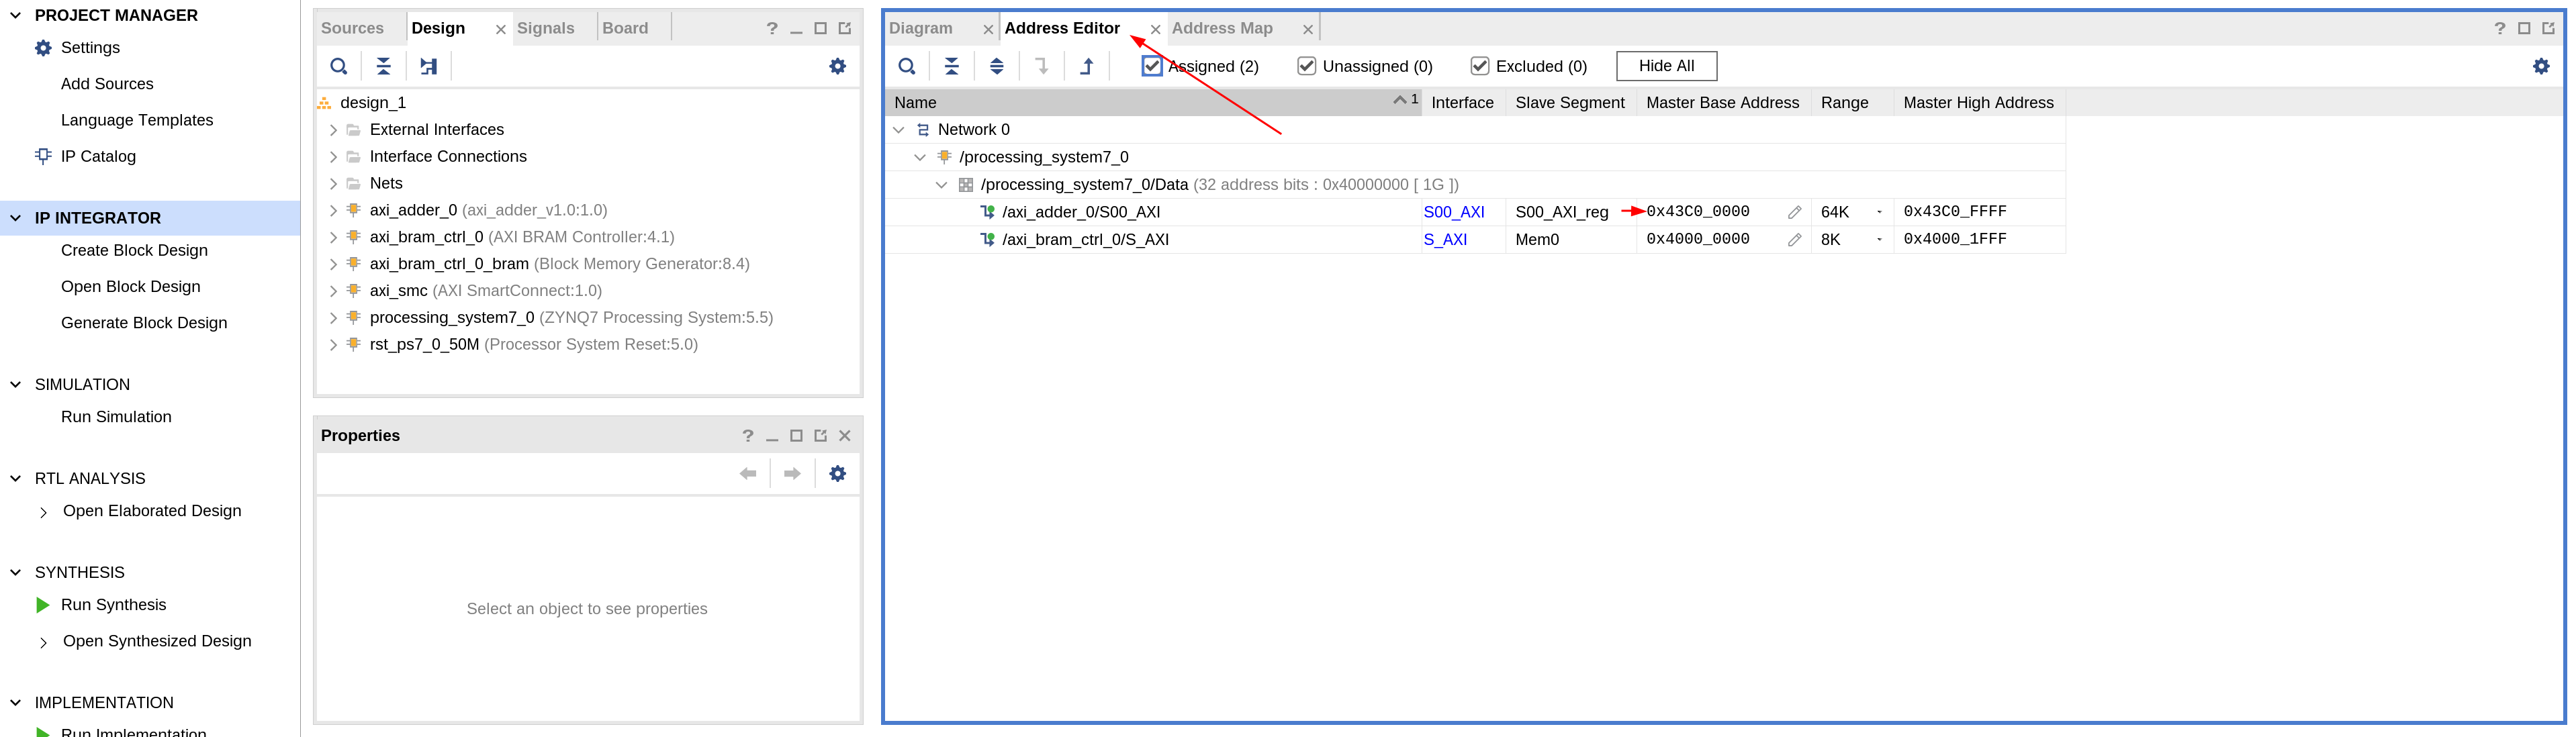 PROJECT MANAGER
Settings
Add Sources
Language Templates
IP Catalog
IP INTEGRATOR
Create Block Design
Open Block Design
Generate Block Design
SIMULATION
Run Simulation
RTL ANALYSIS
Open Elaborated Design
SYNTHESIS
Run Synthesis
Open Synthesized Design
IMPLEMENTATION
Run Implementation
Sources Design Signals Board ?
design_1
External Interfaces
Interface Connections
Nets
axi_adder_0 (axi_adder_v1.0:1.0)
axi_bram_ctrl_0 (AXI BRAM Controller:4.1)
axi_bram_ctrl_0_bram (Block Memory Generator:8.4)
axi_smc (AXI SmartConnect:1.0)
processing_system7_0 (ZYNQ7 Processing System:5.5)
rst_ps7_0_50M (Processor System Reset:5.0)
Properties ?
Select an object to see properties
Diagram Address Editor Address Map ?
Assigned (2) Unassigned (0) Excluded (0) Hide All
Name 1 Interface Slave Segment Master Base Address Range Master High Address
Network 0
/processing_system7_0
/processing_system7_0/Data (32 address bits : 0x40000000 [ 1G ])
/axi_adder_0/S00_AXI S00_AXI S00_AXI_reg 0x43C0_0000 64K 0x43C0_FFFF
/axi_bram_ctrl_0/S_AXI S_AXI Mem0 0x4000_0000 8K 0x4000_1FFF